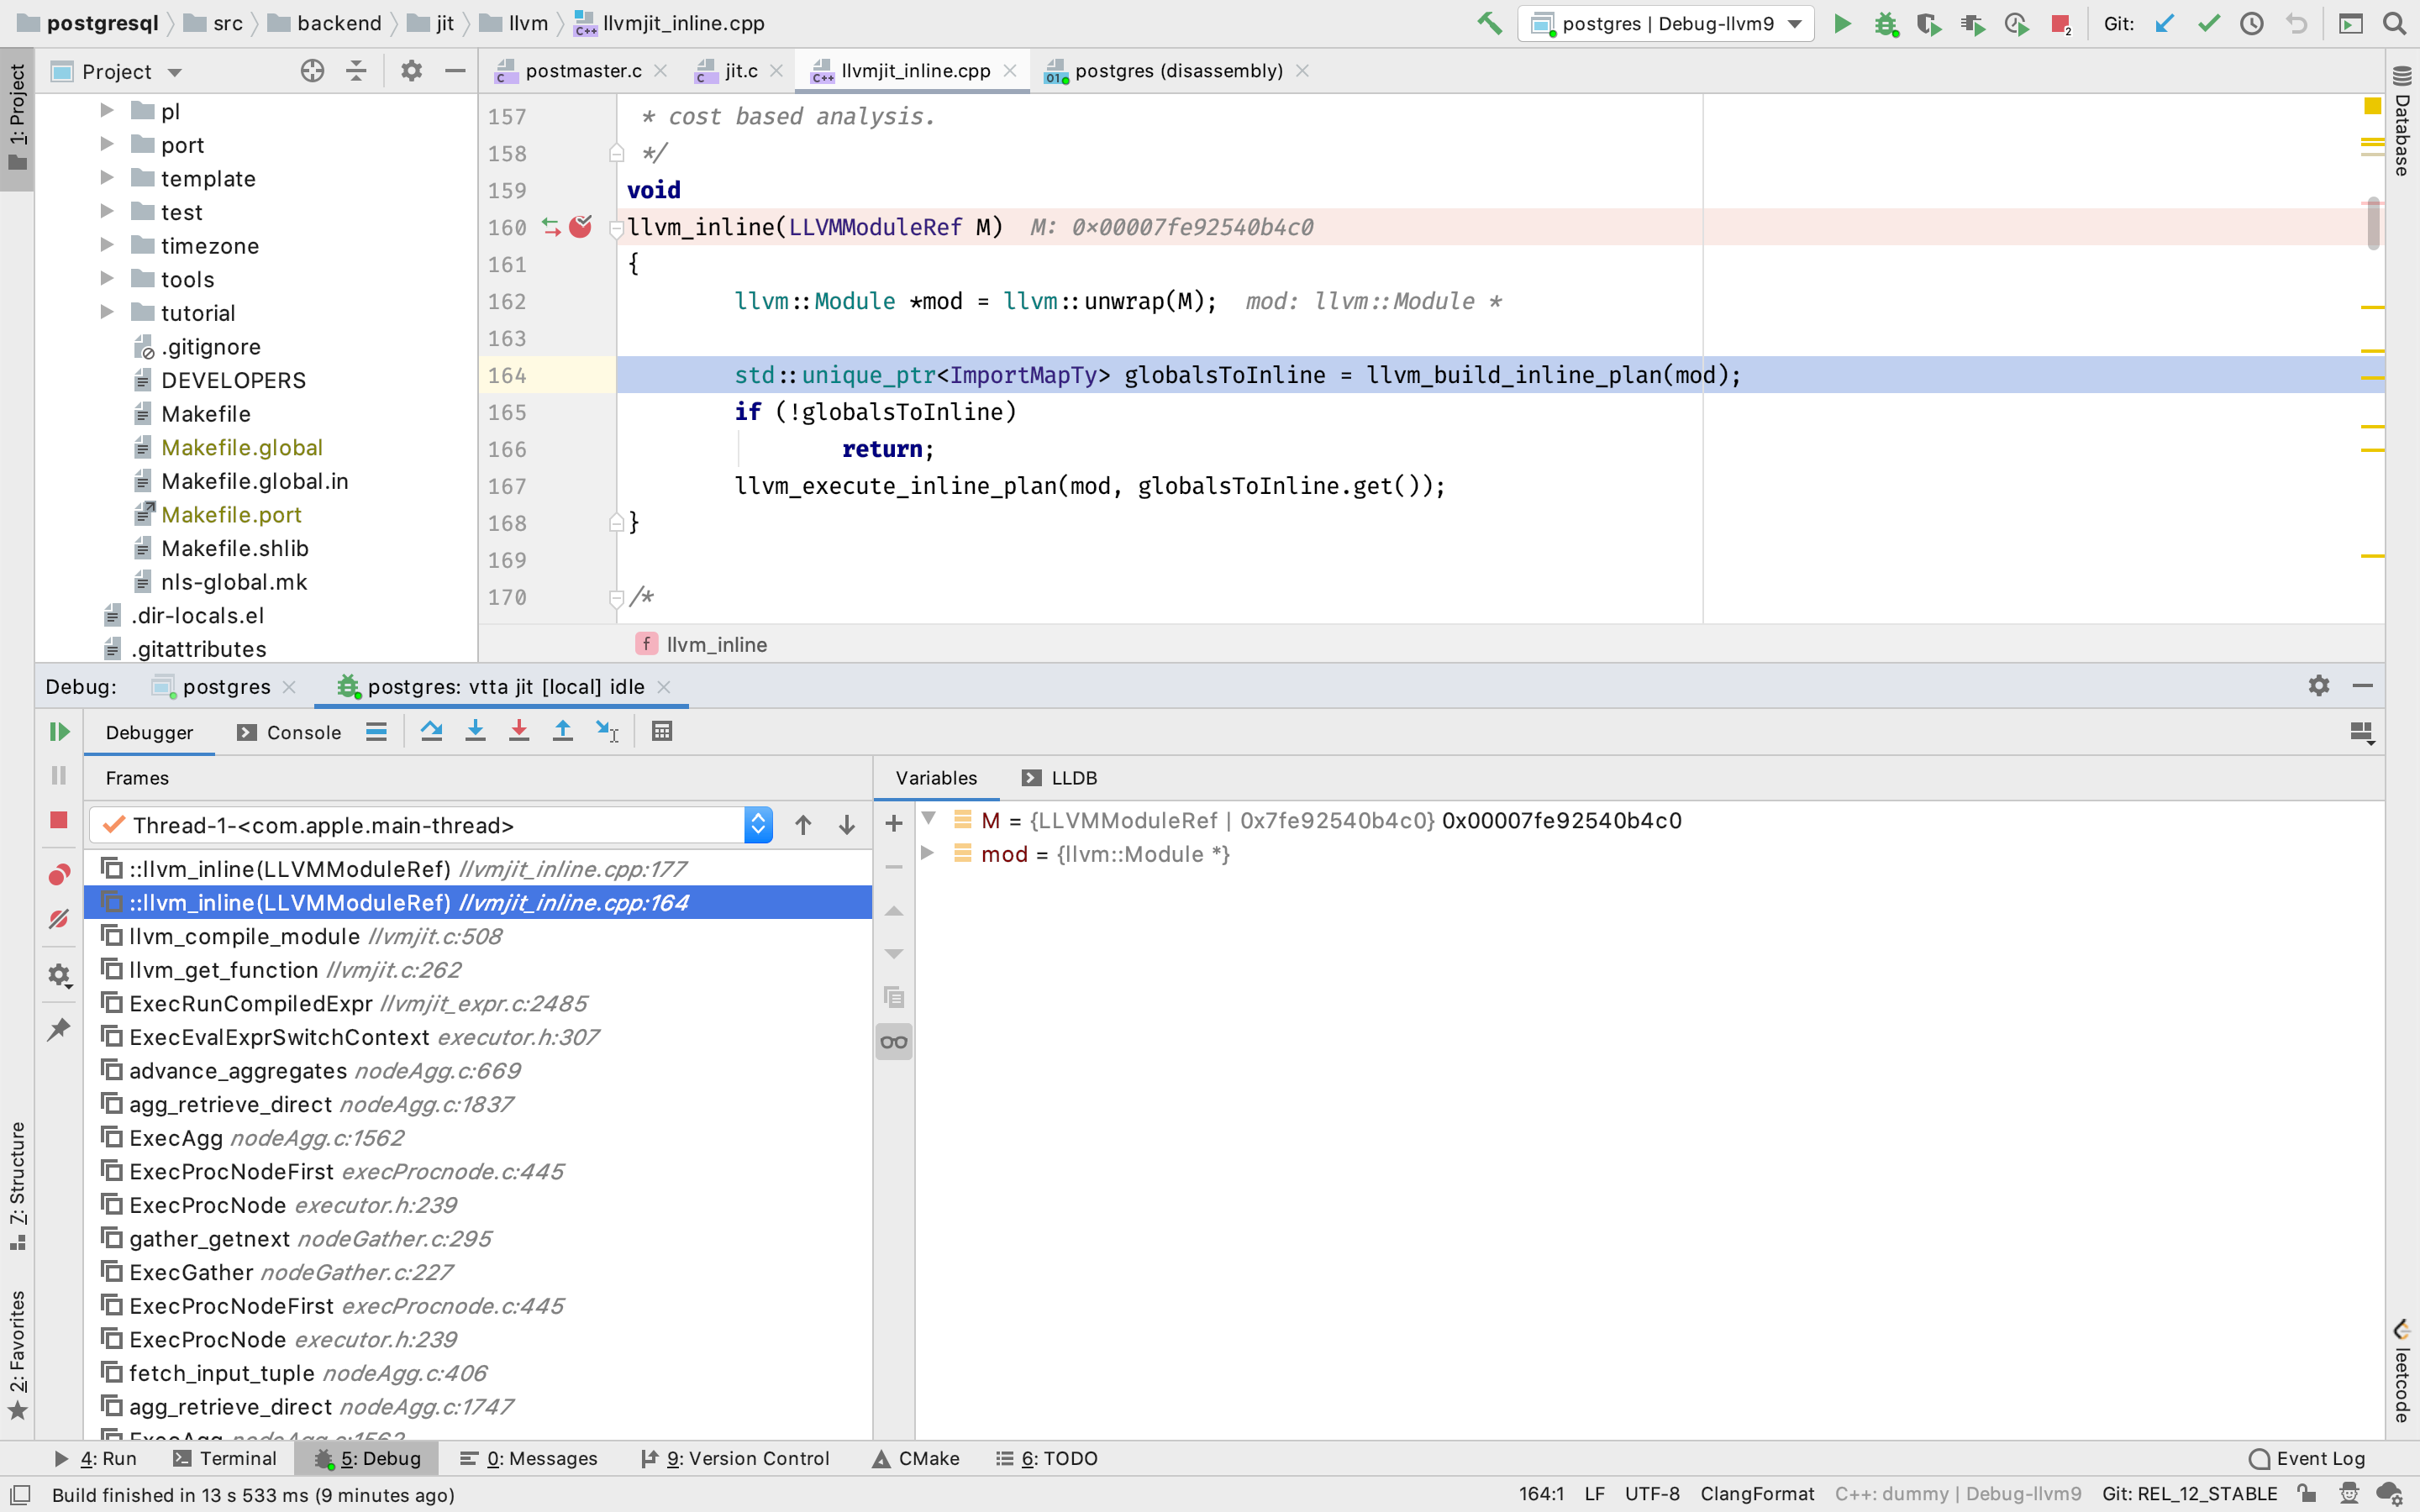 postgresql
src
backend
jit
llvm
llvmjit_inline.cpp
postgres | Debug-llvm9
2
Git:
1: Project
Project
postmaster.c
jit.c
llvmjit_inline.cpp
postgres (disassembly)
Database
pl
port
template
test
timezone
tools
tutorial
.gitignore
DEVELOPERS
Makefile
Makefile.global
Makefile.global.in
Makefile.port
Makefile.shlib
nls-global.mk
.dir-locals.el
.gitattributes
157 * cost based analysis.
158 */
159 void
160 llvm_inline(LLVMModuleRef M) M: 0x00007fe92540b4c0
161 {
162 llvm::Module *mod = llvm::unwrap(M); mod: llvm::Module *
163
164 std::unique_ptr<ImportMapTy> globalsToInline = llvm_build_inline_plan(mod);
165 if (!globalsToInline)
166 return;
167 llvm_execute_inline_plan(mod, globalsToInline.get());
168 }
169
170 /*
f llvm_inline
Debug:
postgres
postgres: vtta jit [local] idle
Debugger
Console
Frames
Thread-1-<com.apple.main-thread>
::llvm_inline(LLVMModuleRef) llvmjit_inline.cpp:177
::llvm_inline(LLVMModuleRef) llvmjit_inline.cpp:164
llvm_compile_module llvmjit.c:508
llvm_get_function llvmjit.c:262
ExecRunCompiledExpr llvmjit_expr.c:2485
ExecEvalExprSwitchContext executor.h:307
advance_aggregates nodeAgg.c:669
agg_retrieve_direct nodeAgg.c:1837
ExecAgg nodeAgg.c:1562
ExecProcNodeFirst execProcnode.c:445
ExecProcNode executor.h:239
gather_getnext nodeGather.c:295
ExecGather nodeGather.c:227
ExecProcNodeFirst execProcnode.c:445
ExecProcNode executor.h:239
fetch_input_tuple nodeAgg.c:406
agg_retrieve_direct nodeAgg.c:1747
ExecAgg nodeAgg.c:1562
Variables
LLDB
M = {LLVMModuleRef | 0x7fe92540b4c0} 0x00007fe92540b4c0
mod = {llvm::Module *}
7: Structure
2: Favorites
leetcode
4: Run
Terminal
5: Debug
0: Messages
9: Version Control
CMake
6: TODO
Event Log
Build finished in 13 s 533 ms (9 minutes ago)
164:1
LF
UTF-8
ClangFormat
C++: dummy | Debug-llvm9
Git: REL_12_STABLE